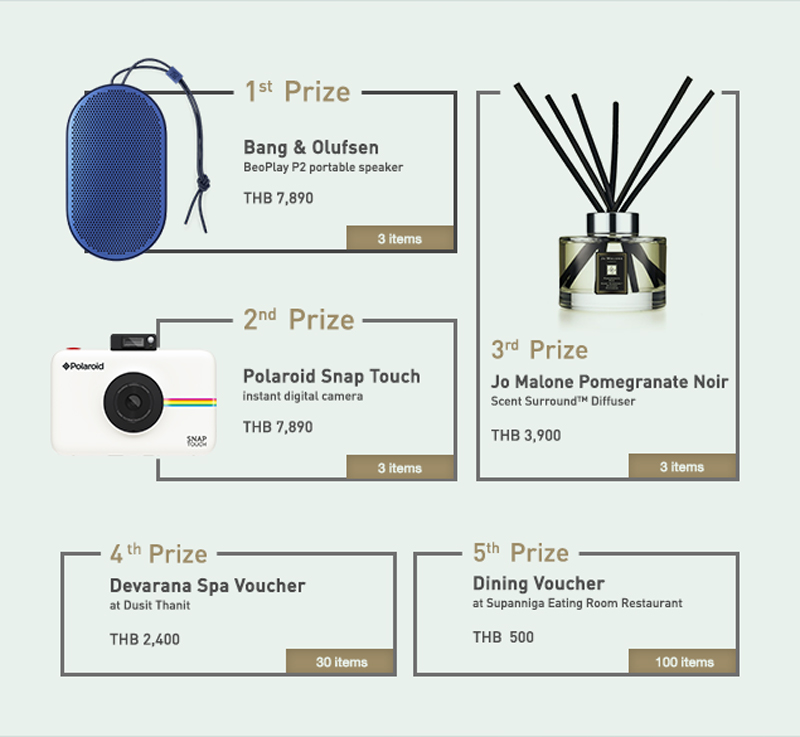 1st Prize
Bang & Olufsen
BeoPlay P2 portable speaker
THB 7,890
3 items
2nd Prize
Polaroid
SNAP
TOUCH
Polaroid Snap Touch
instant digital camera
THB 7,890
3 items
JO MALONE
3rd Prize
Jo Malone Pomegranate Noir
Scent Surround™ Diffuser
THB 3,900
3 items
4th Prize
Devarana Spa Voucher
at Dusit Thanit
THB 2,400
30 items
5th Prize
Dining Voucher
at Supanniga Eating Room Restaurant
THB 500
100 items